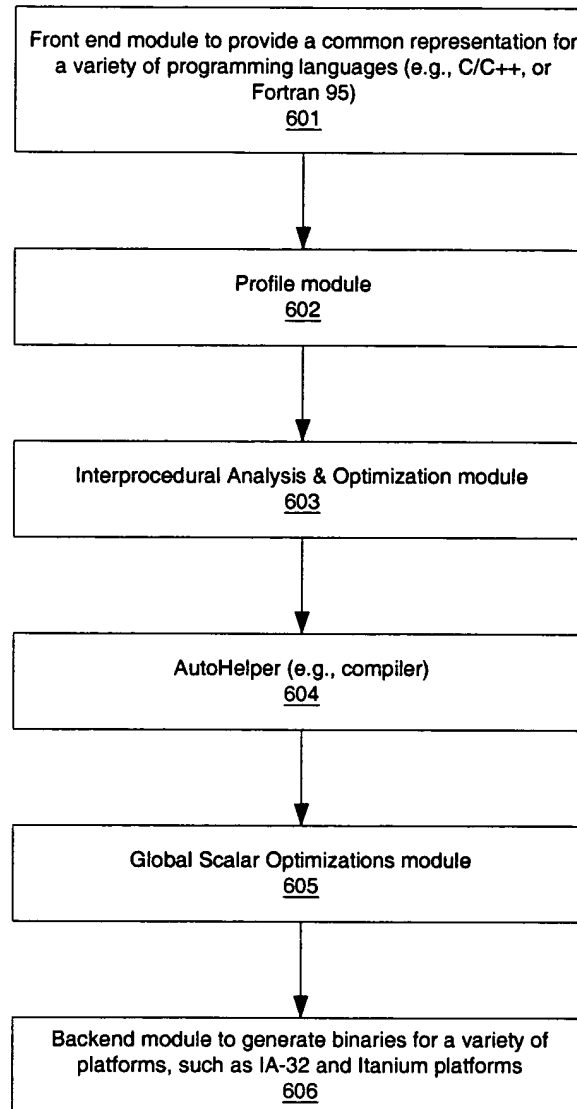 Front end module to provide a common representation for
a variety of programming languages (e.g., C/C++, or
Fortran 95)
601
Profile module
602
Interprocedural Analysis & Optimization module
603
AutoHelper (e.g., compiler)
604
Global Scalar Optimizations module
605
Backend module to generate binaries for a variety of
platforms, such as IA-32 and Itanium platforms
606